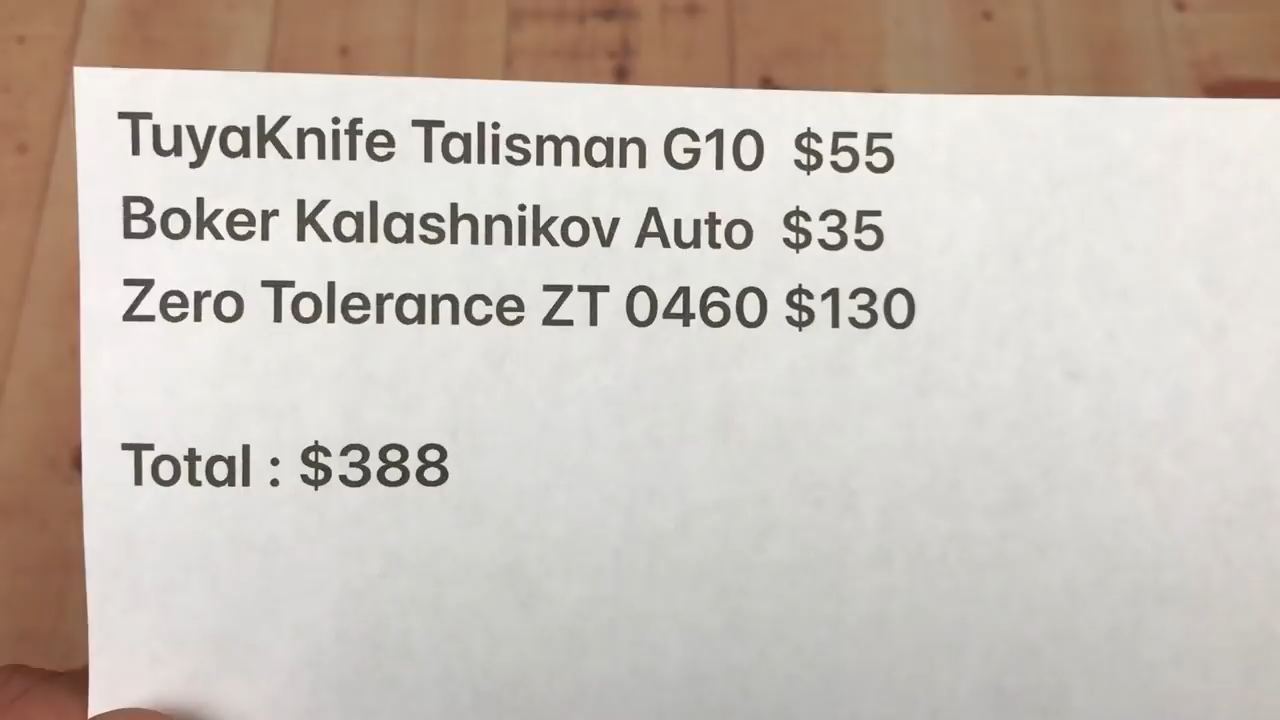 TuyaKnife Talisman G10 $55
Boker Kalashnikov Auto $35
Zero Tolerance ZT 0460 $130
Total : $388